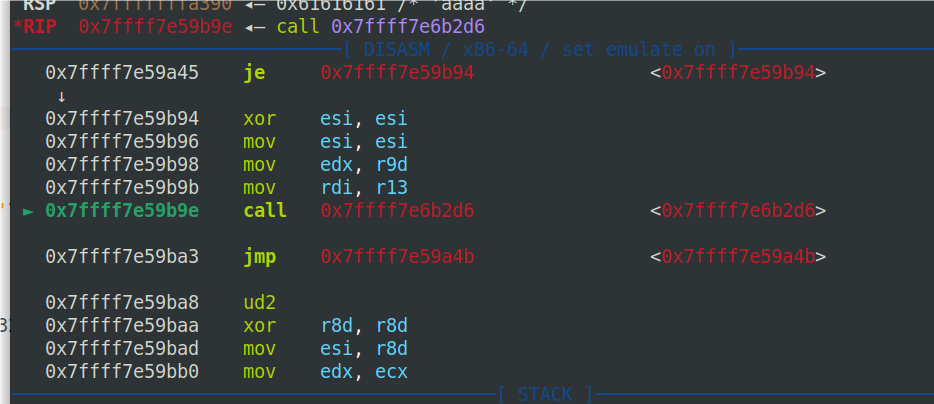 RSP  0x7fffffffa390 ◂— 0x61616161 /* 'aaaa' */
*RIP  0x7ffff7e59b9e ◂— call 0x7ffff7e6b2d6
[ DISASM / x86-64 / set emulate on ]
0x7ffff7e59a45    je     0x7ffff7e59b94                <0x7ffff7e59b94>
↓
0x7ffff7e59b94    xor    esi, esi
0x7ffff7e59b96    mov    esi, esi
0x7ffff7e59b98    mov    edx, r9d
0x7ffff7e59b9b    mov    rdi, r13
► 0x7ffff7e59b9e    call   0x7ffff7e6b2d6                <0x7ffff7e6b2d6>
0x7ffff7e59ba3    jmp    0x7ffff7e59a4b                <0x7ffff7e59a4b>
0x7ffff7e59ba8    ud2
0x7ffff7e59baa    xor    r8d, r8d
0x7ffff7e59bad    mov    esi, r8d
0x7ffff7e59bb0    mov    edx, ecx
[ STACK ]